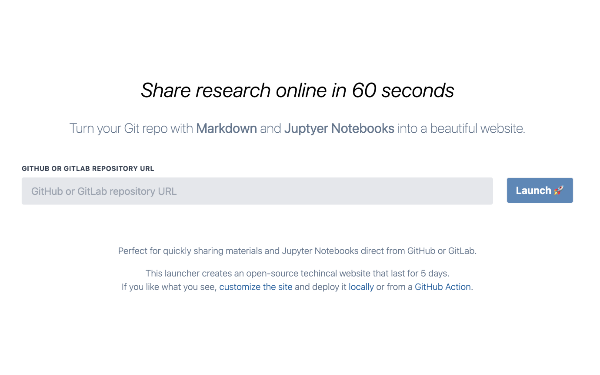 Share research online in 60 seconds
Turn your Git repo with Markdown and Juptyer Notebooks into a beautiful website.
GITHUB OR GITLAB REPOSITORY URL
GitHub or GitLab repository URL
Launch 🚀
Perfect for quickly sharing materials and Jupyter Notebooks direct from GitHub or GitLab.
This launcher creates an open-source techincal website that last for 5 days.
If you like what you see, customize the site and deploy it locally or from a GitHub Action.